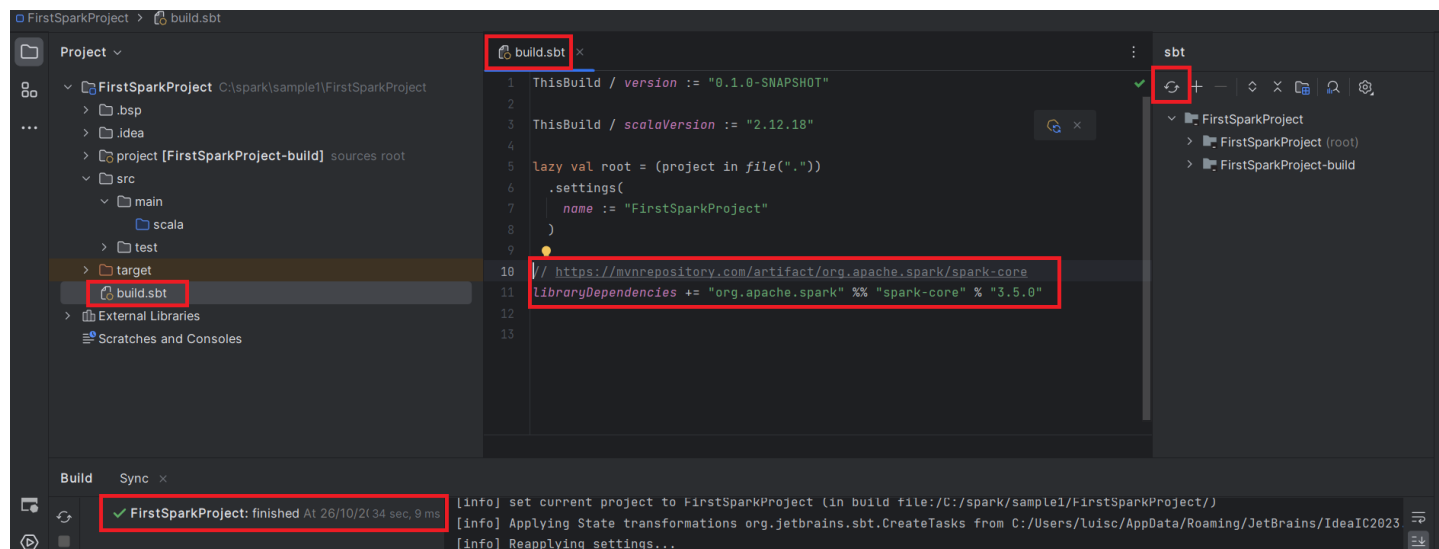 FirstSparkProject > build.sbt
Project
FirstSparkProject C:\spark\sample1\FirstSparkProject
.bsp
.idea
project [FirstSparkProject-build] sources root
src
main
scala
test
target
build.sbt
External Libraries
Scratches and Consoles
build.sbt
1 ThisBuild / version := "0.1.0-SNAPSHOT"
2
3 ThisBuild / scalaVersion := "2.12.18"
4
5 lazy val root = (project in file("."))
6 .settings(
7 name := "FirstSparkProject"
8 )
9
10 // https://mvnrepository.com/artifact/org.apache.spark/spark-core
11 libraryDependencies += "org.apache.spark" %% "spark-core" % "3.5.0"
12
13
sbt
FirstSparkProject
FirstSparkProject (root)
FirstSparkProject-build
Build Sync
FirstSparkProject: finished At 26/10/2 34 sec, 9 ms
[info] set current project to FirstSparkProject (in build file:/C:/spark/sample1/FirstSparkProject/)
[info] Applying State transformations org.jetbrains.sbt.CreateTasks from C:/Users/luisc/AppData/Roaming/JetBrains/IdeaIC2023.
[info] Reapplying settings...